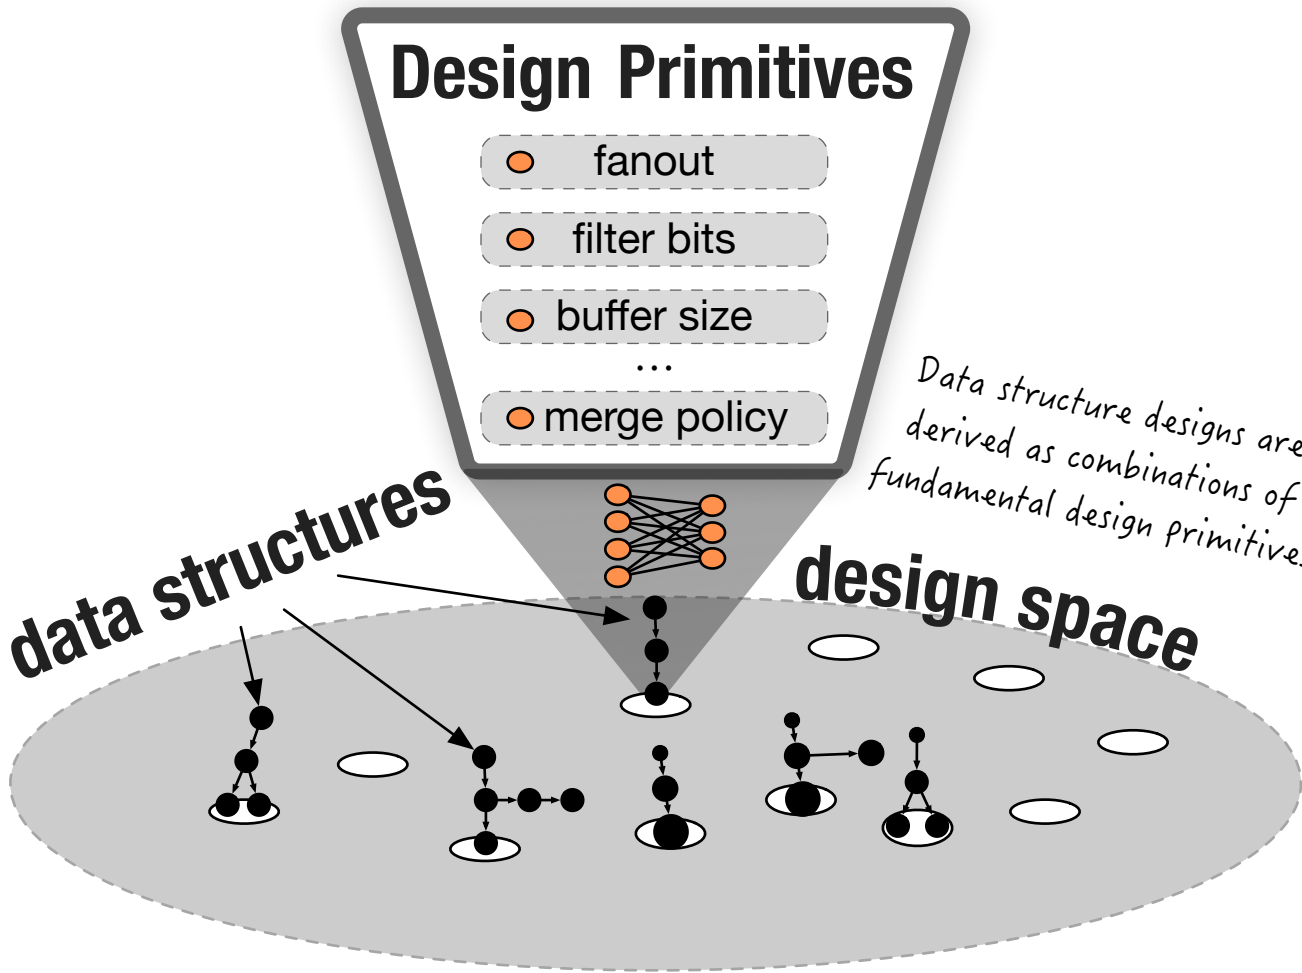 Design Primitives
fanout
filter bits
buffer size
...
merge policy
Data structure designs are
derived as combinations of
fundamental design primitives
data structures
design space